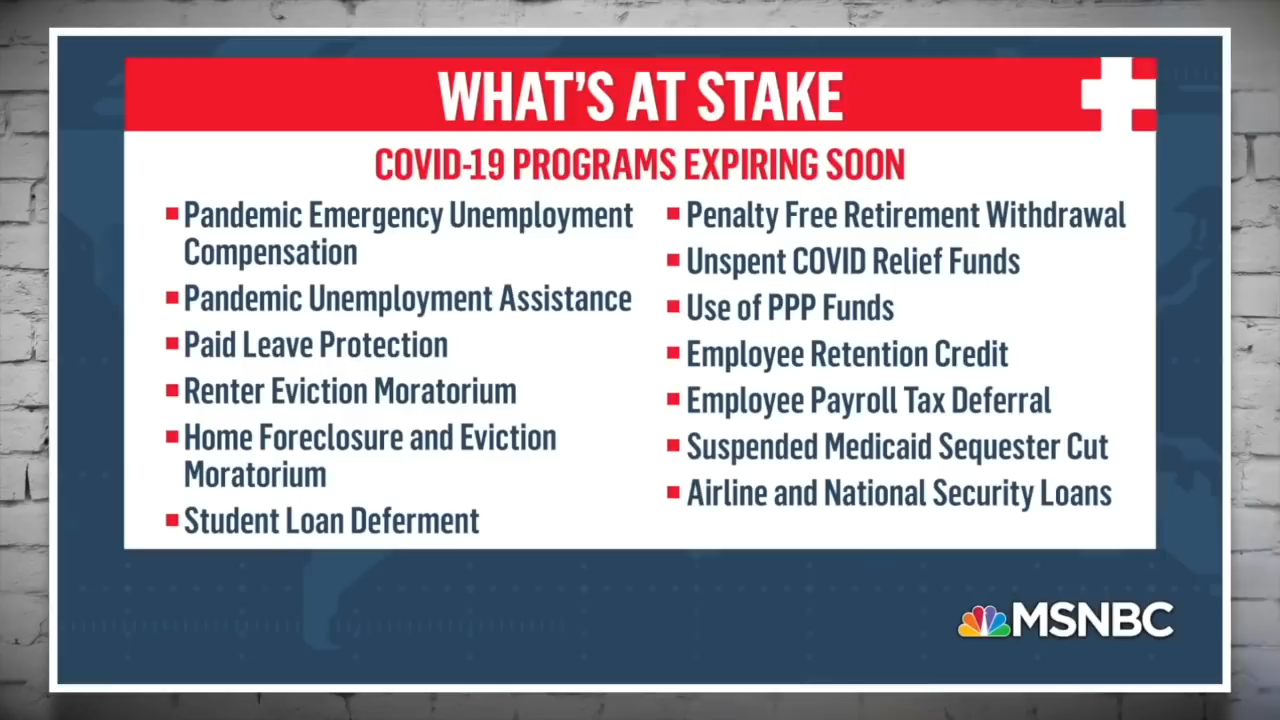 WHAT'S AT STAKE
COVID-19 PROGRAMS EXPIRING SOON
Pandemic Emergency Unemployment
Compensation
Pandemic Unemployment Assistance
Paid Leave Protection
Renter Eviction Moratorium
Home Foreclosure and Eviction
Moratorium
Student Loan Deferment
Penalty Free Retirement Withdrawal
Unspent COVID Relief Funds
Use of PPP Funds
Employee Retention Credit
Employee Payroll Tax Deferral
Suspended Medicaid Sequester Cut
Airline and National Security Loans
MSNBC